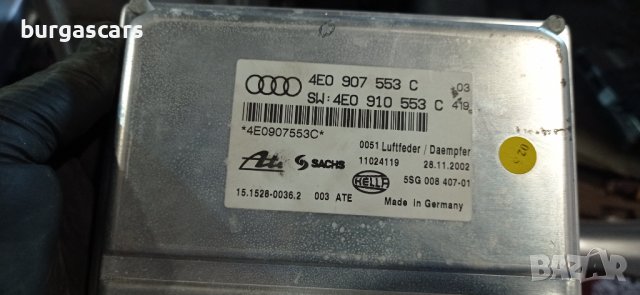 burgascars
4E0 907 553 C 03
SW:4E0 910 553 C 419
*4E0907553C*
0051 Luftfeder / Daempfer
Ate SACHS 11024119 28.11.2002
HELLA 5SG 008 407-01
15.1528-0036.2 003 ATE Made in Germany
BAZAR.bg